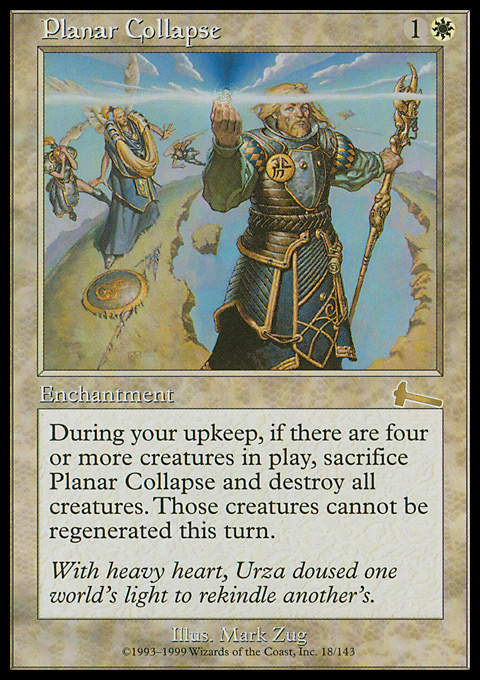 Planar Collapse 1
Enchantment
During your upkeep, if there are four
or more creatures in play, sacrifice
Planar Collapse and destroy all
creatures. Those creatures cannot be
regenerated this turn.
With heavy heart, Urza doused one
world's light to rekindle another's.
Illus. Mark Zug
©1993–1999 Wizards of the Coast, Inc. 18/143